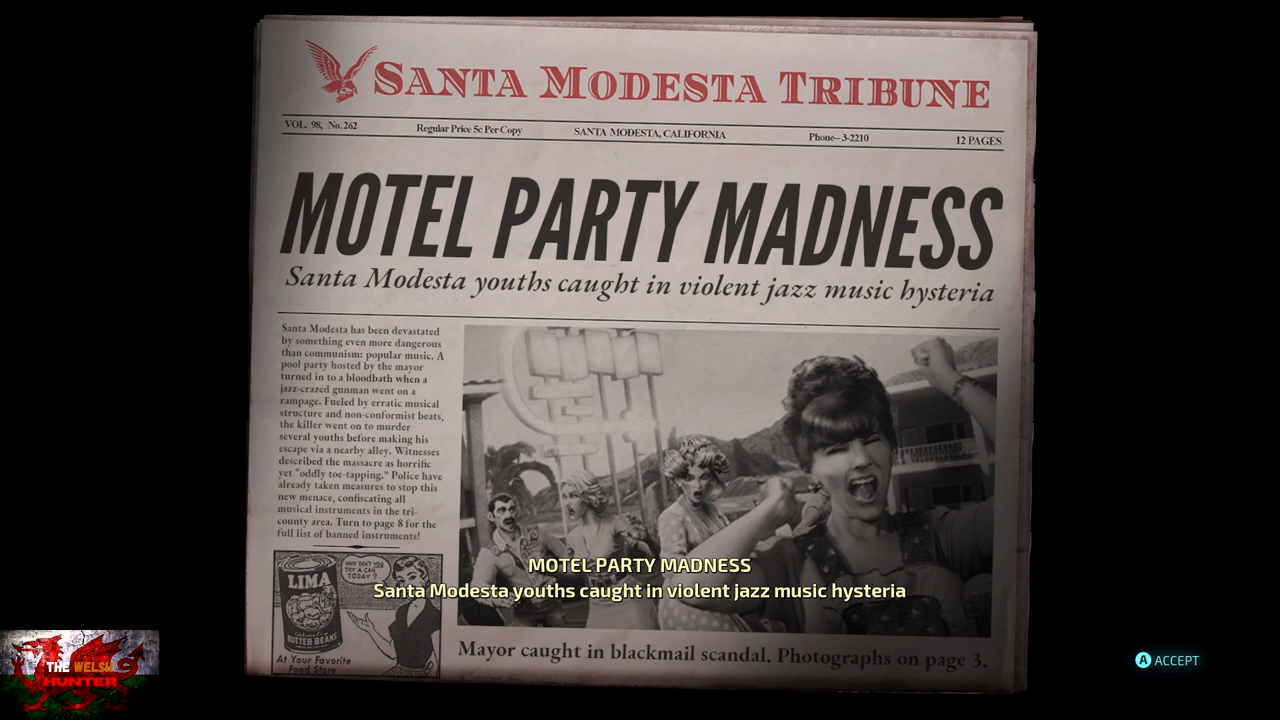 SANTA MODESTA TRIBUNE
VOL. 98, No. 262
Regular Price 5c Per Copy
SANTA MODESTA, CALIFORNIA
Phone—3-2210
12 PAGES
MOTEL PARTY MADNESS
Santa Modesta youths caught in violent jazz music hysteria
Santa Modesta has been devastated
by something even more dangerous
than communism: popular music. A
pool party hosted by the mayor
turned in to a bloodbath when a
jazz-crazed gunman went on a
rampage. Fueled by erratic musical
structure and non-conformist beats,
the killer went on to murder
several youths before making his
escape via a nearby alley. Witnesses
described the massacre as horrific
yet "oddly toe-tapping." Police have
already taken measures to stop this
new menace, confiscating all
musical instruments in the tri-
county area. Turn to page 8 for the
full list of banned instruments!
LIMA
BUTTER BEANS
WHY DON'T YOU
TRY A CAN
TODAY?
At Your Favorite
Food Store
Mayor caught in blackmail scandal. Photographs on page 3.
MOTEL PARTY MADNESS
Santa Modesta youths caught in violent jazz music hysteria
THE WELSH
HUNTER
A ACCEPT